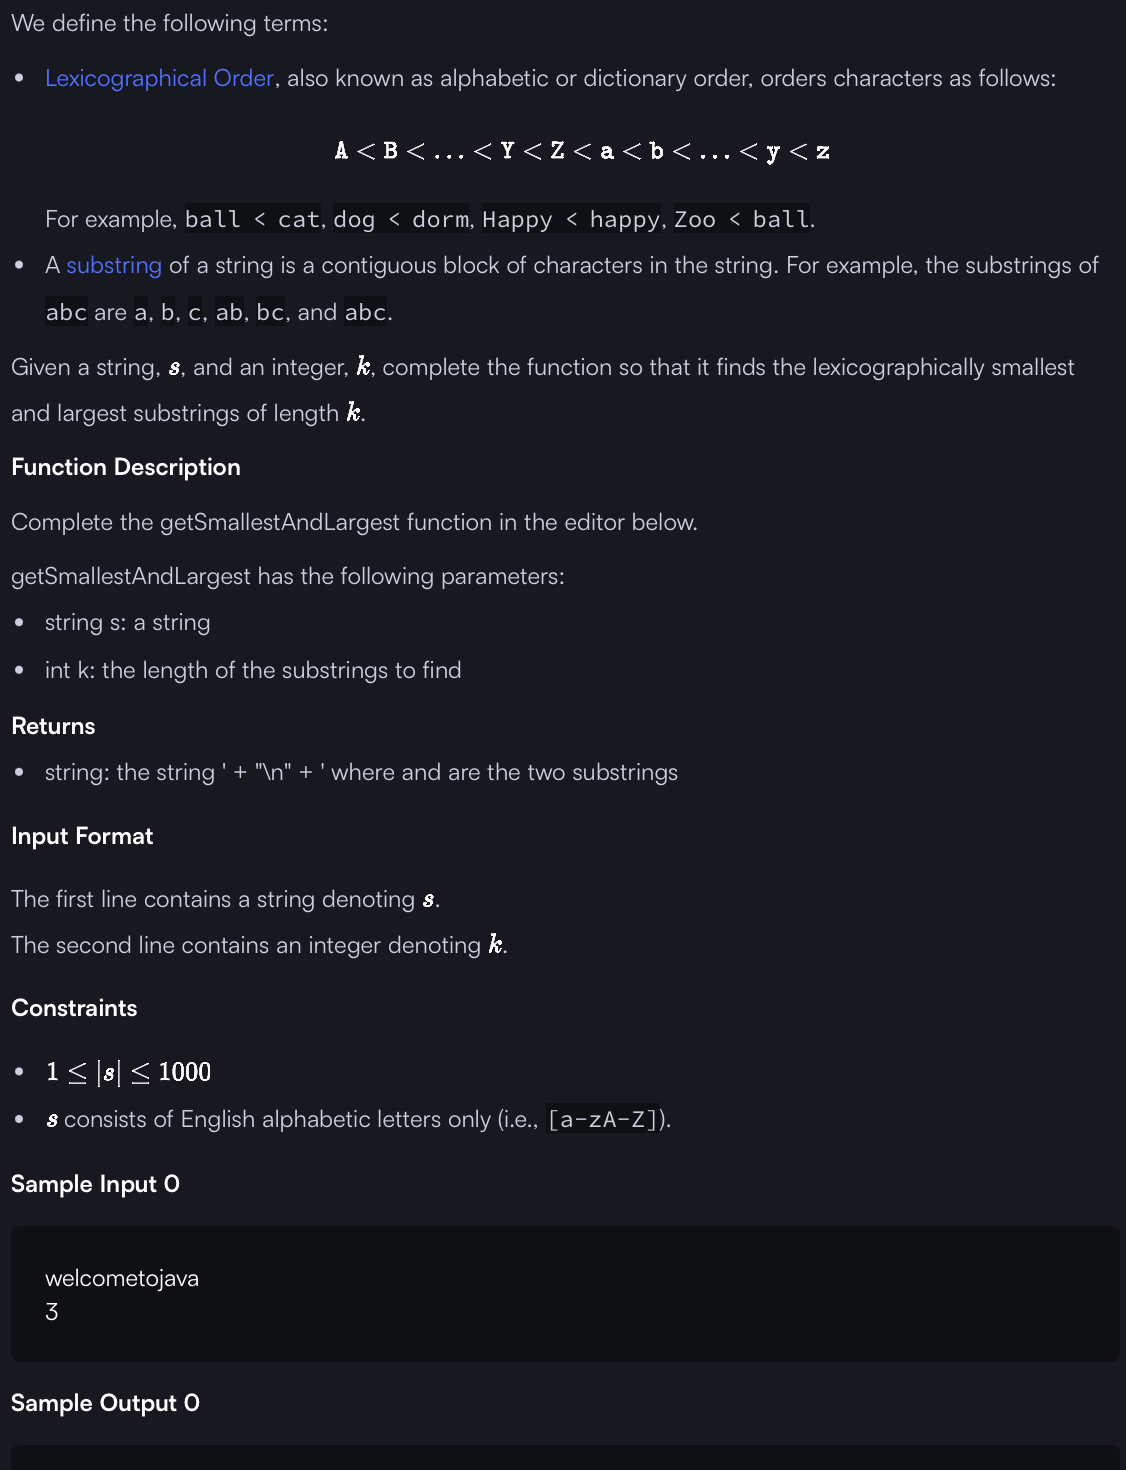 We define the following terms:
• Lexicographical Order, also known as alphabetic or dictionary order, orders characters as follows:
A < B < ... < Y < Z < a < b < ... < y < z
For example, ball < cat, dog < dorm, Happy < happy, Zoo < ball.
• A substring of a string is a contiguous block of characters in the string. For example, the substrings of
abc are a, b, c, ab, bc, and abc.
Given a string, s, and an integer, k, complete the function so that it finds the lexicographically smallest
and largest substrings of length k.
Function Description
Complete the getSmallestAndLargest function in the editor below.
getSmallestAndLargest has the following parameters:
• string s: a string
• int k: the length of the substrings to find
Returns
• string: the string ' + "\n" + ' where and are the two substrings
Input Format
The first line contains a string denoting s.
The second line contains an integer denoting k.
Constraints
• 1 ≤ |s| ≤ 1000
• s consists of English alphabetic letters only (i.e., [a-zA-Z]).
Sample Input 0
welcometojava
3
Sample Output 0